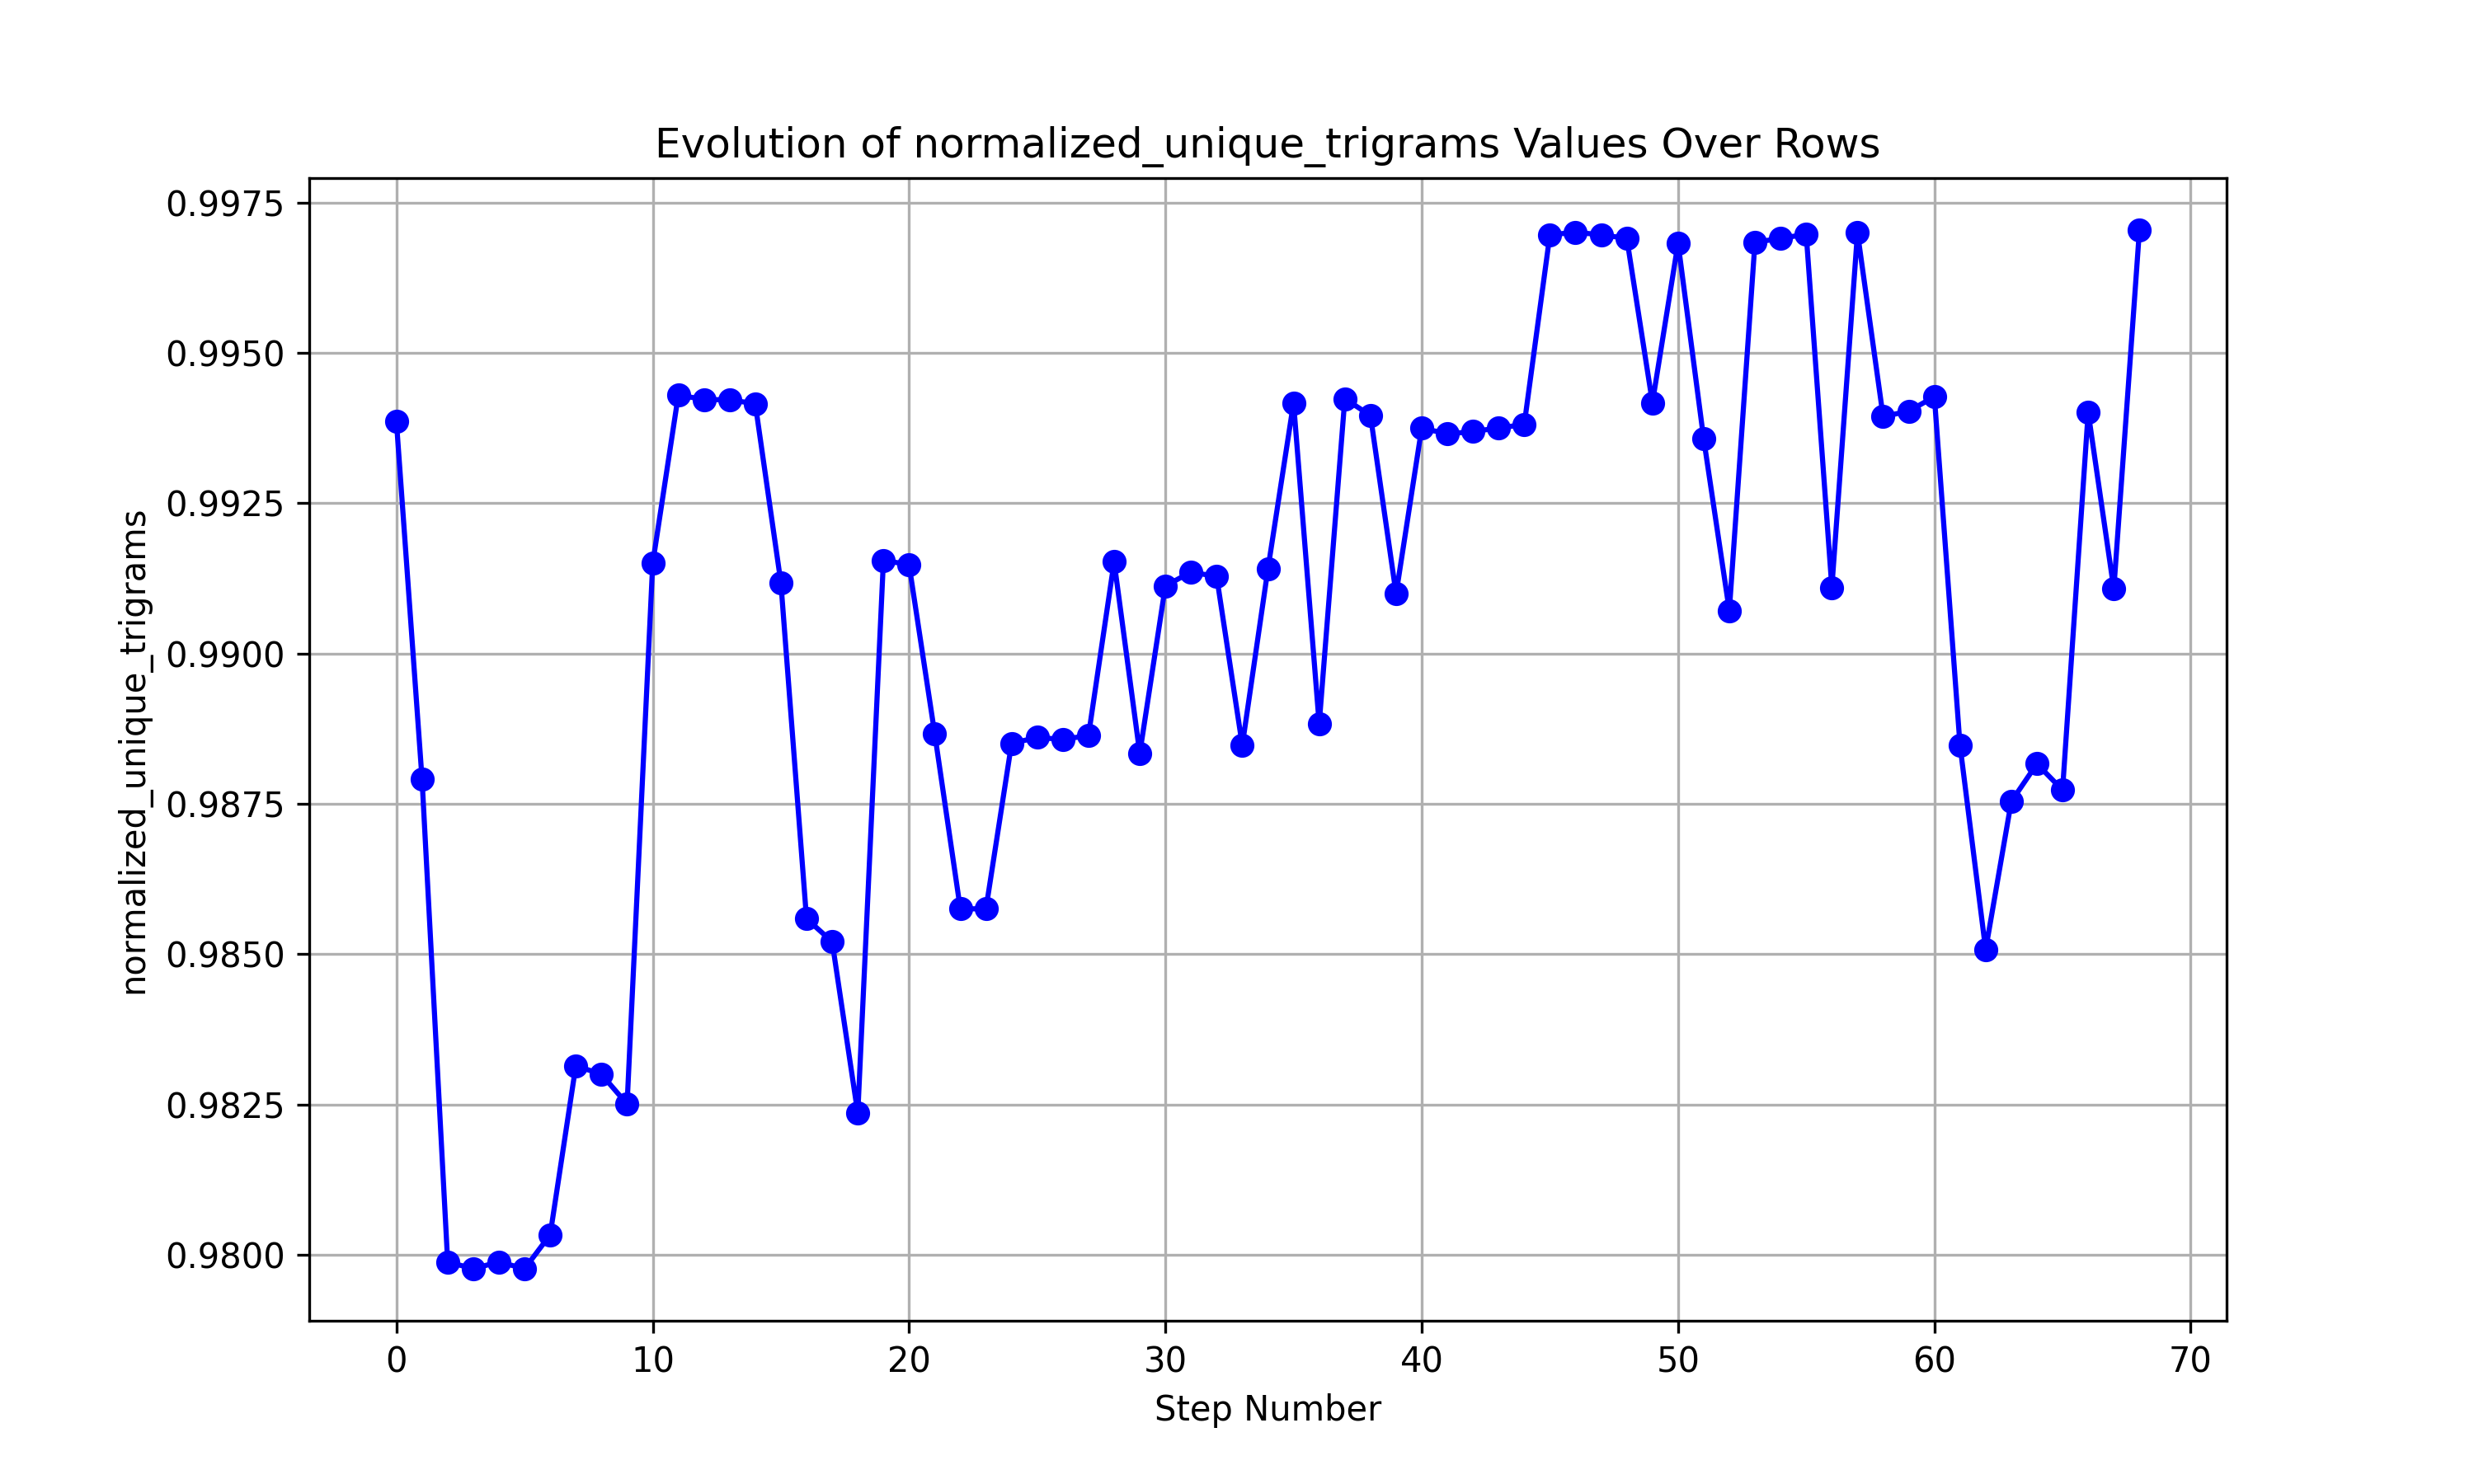 Evolution of normalized_unique_trigrams Values Over Rows
normalized_unique_trigrams
0.9975
0.9950
0.9925
0.9900
0.9875
0.9850
0.9825
0.9800
0 10 20 30 40 50 60 70
Step Number